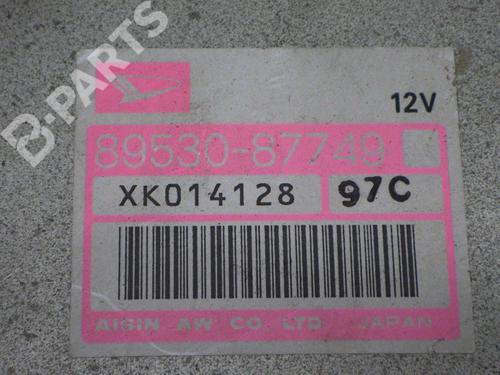 B-PARTS
12V
89530-87749
XK014128 97C
AISIN AW CO. LTD. JAPAN